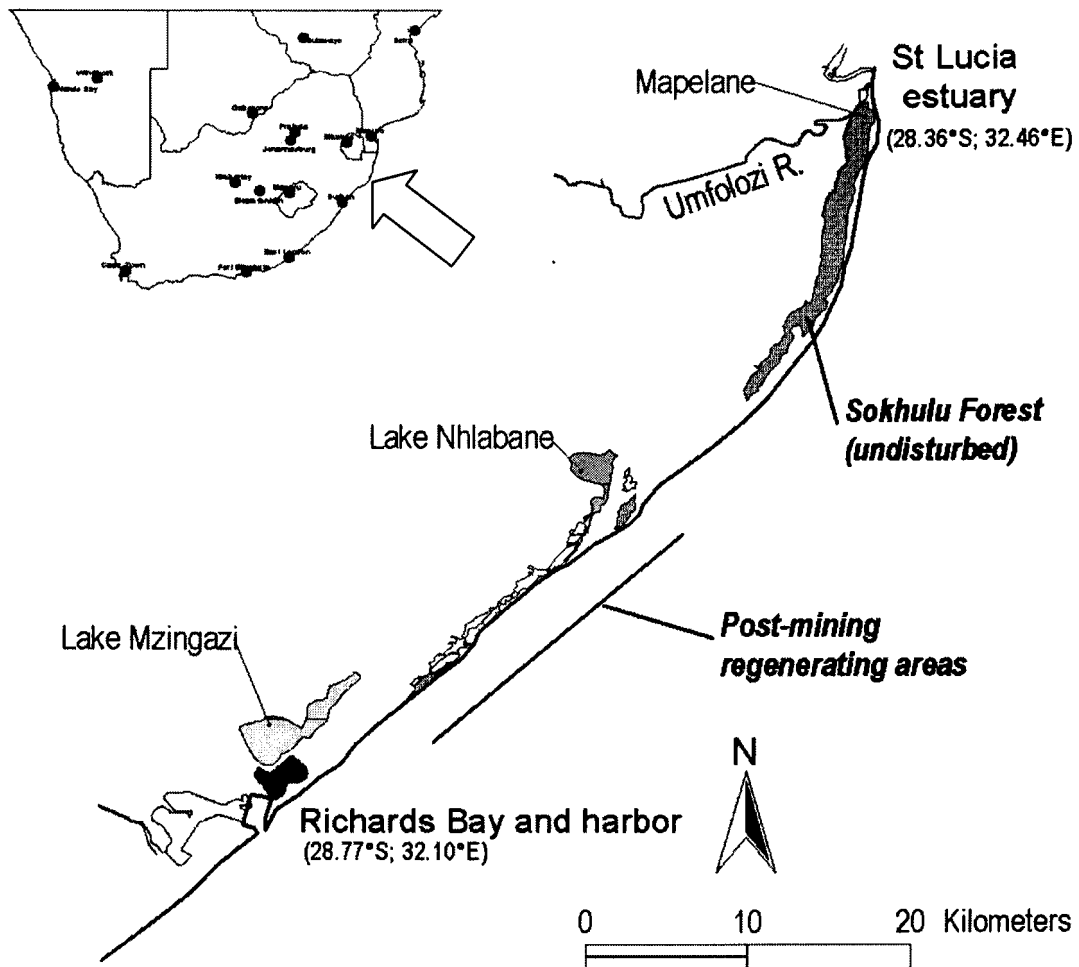 St Lucia
estuary
(28.36°S; 32.46°E)
Mapelane
Umfolozi R.
Sokhulu Forest
(undisturbed)
Lake Nhlabane
Post-mining
regenerating areas
Lake Mzingazi
N
Richards Bay and harbor
(28.77°S; 32.10°E)
0 10 20 Kilometers